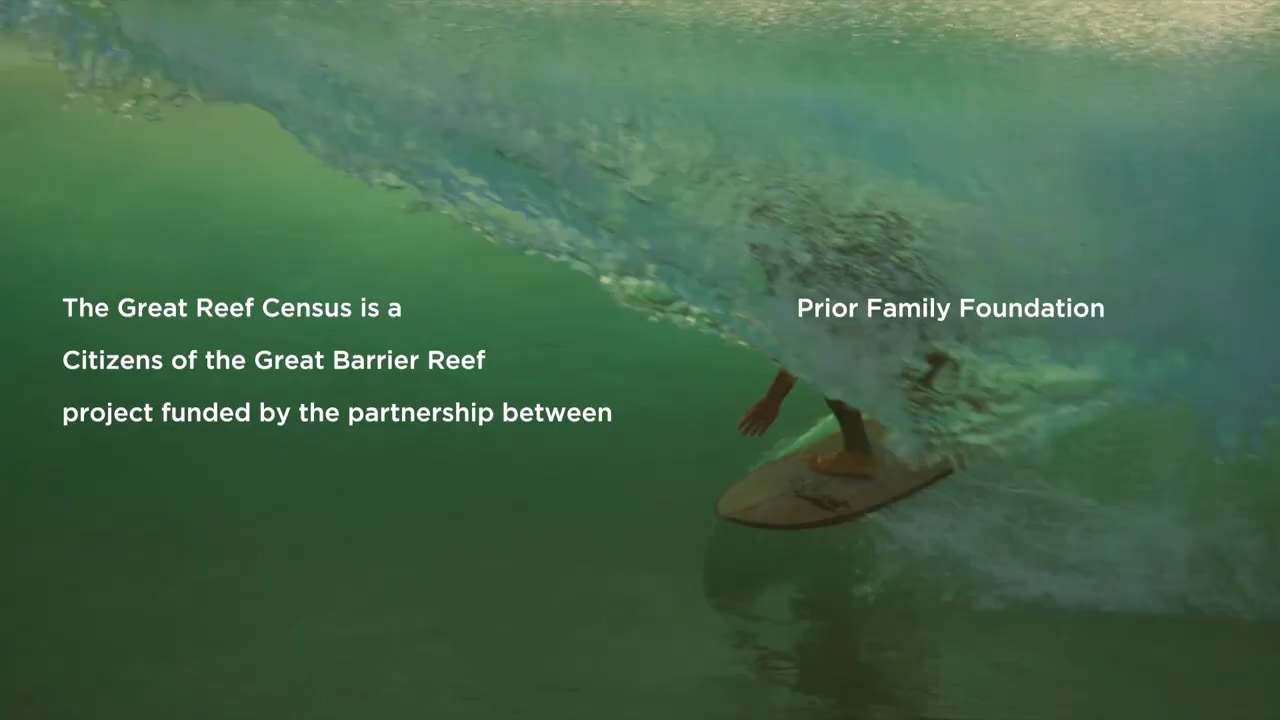 The Great Reef Census is a
Citizens of the Great Barrier Reef
project funded by the partnership between
Prior Family Foundation